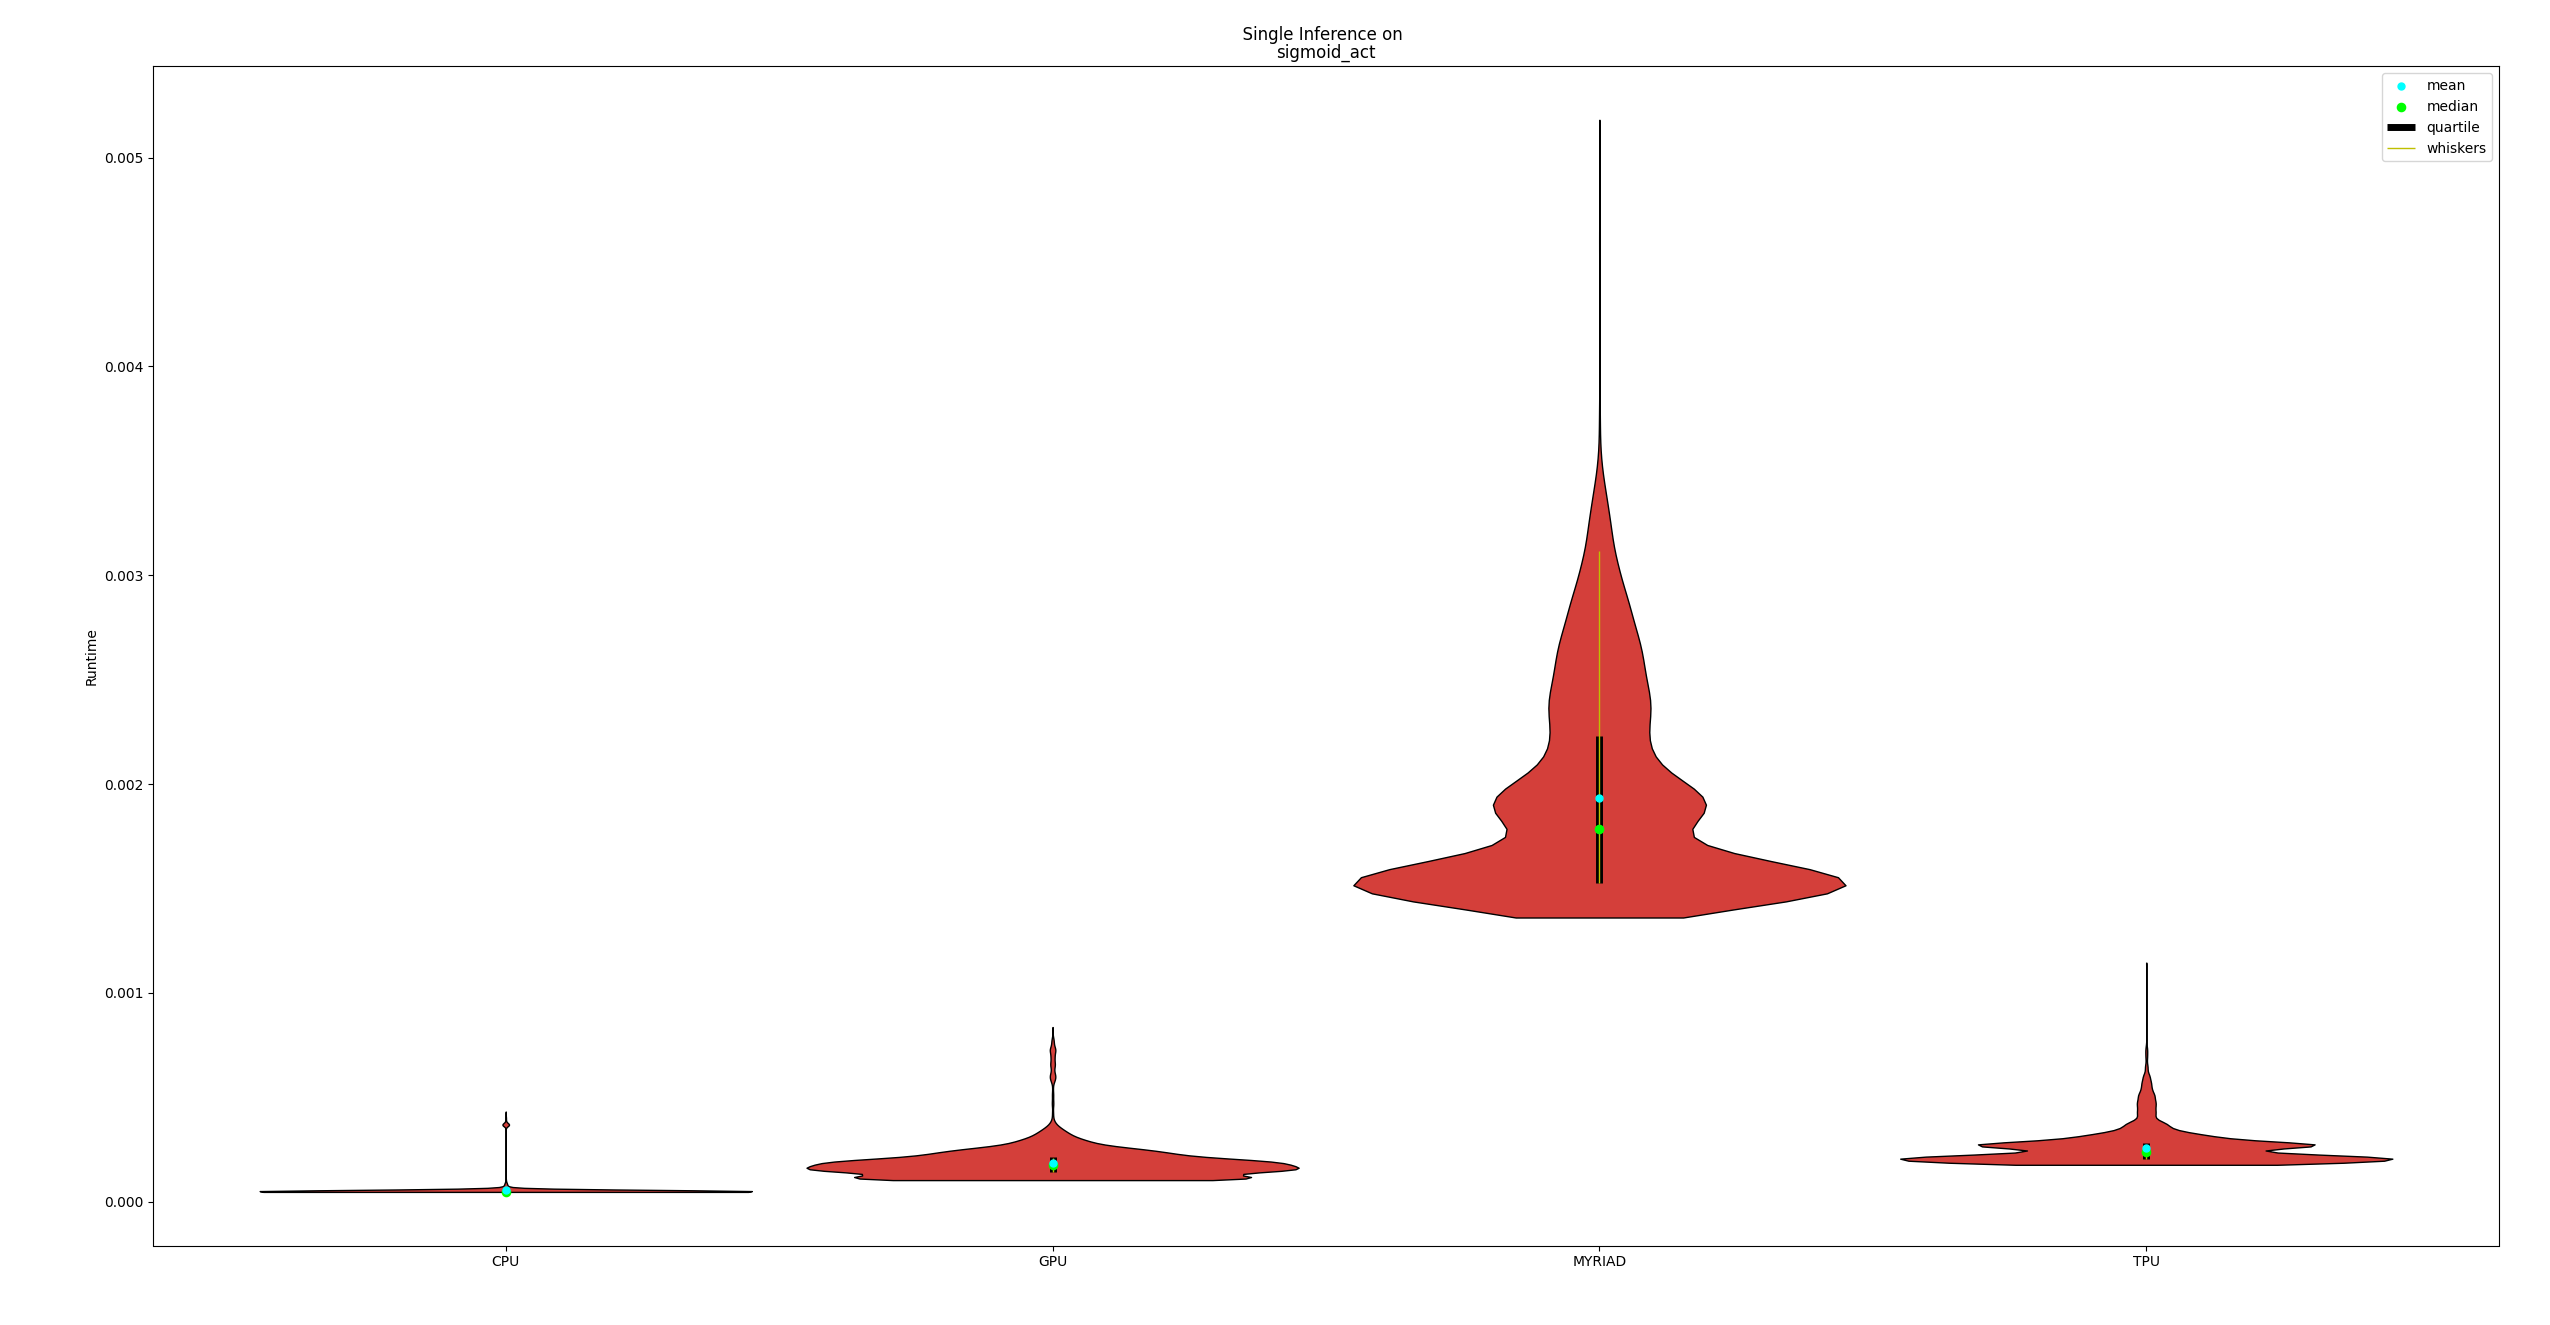 Single Inference on
sigmoid_act
mean
median
quartile
whiskers
0.005
0.004
0.003
0.002
0.001
0.000
Runtime
CPU
GPU
MYRIAD
TPU